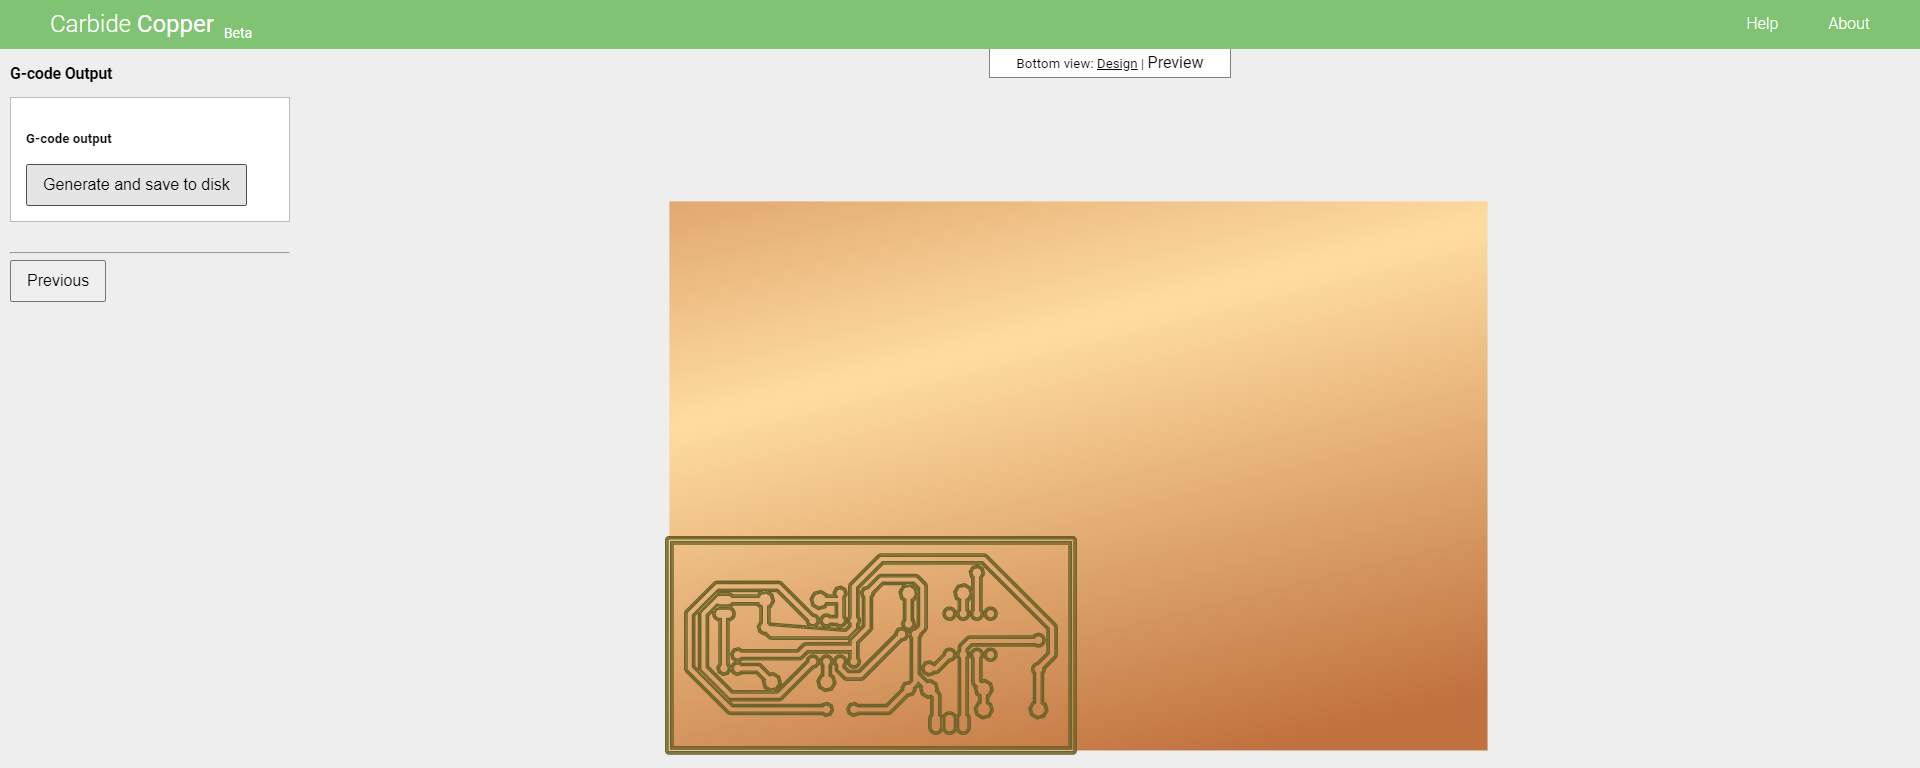 Carbide Copper Beta
Help About
G-code Output
Bottom view: Design | Preview
G-code output
Generate and save to disk
Previous